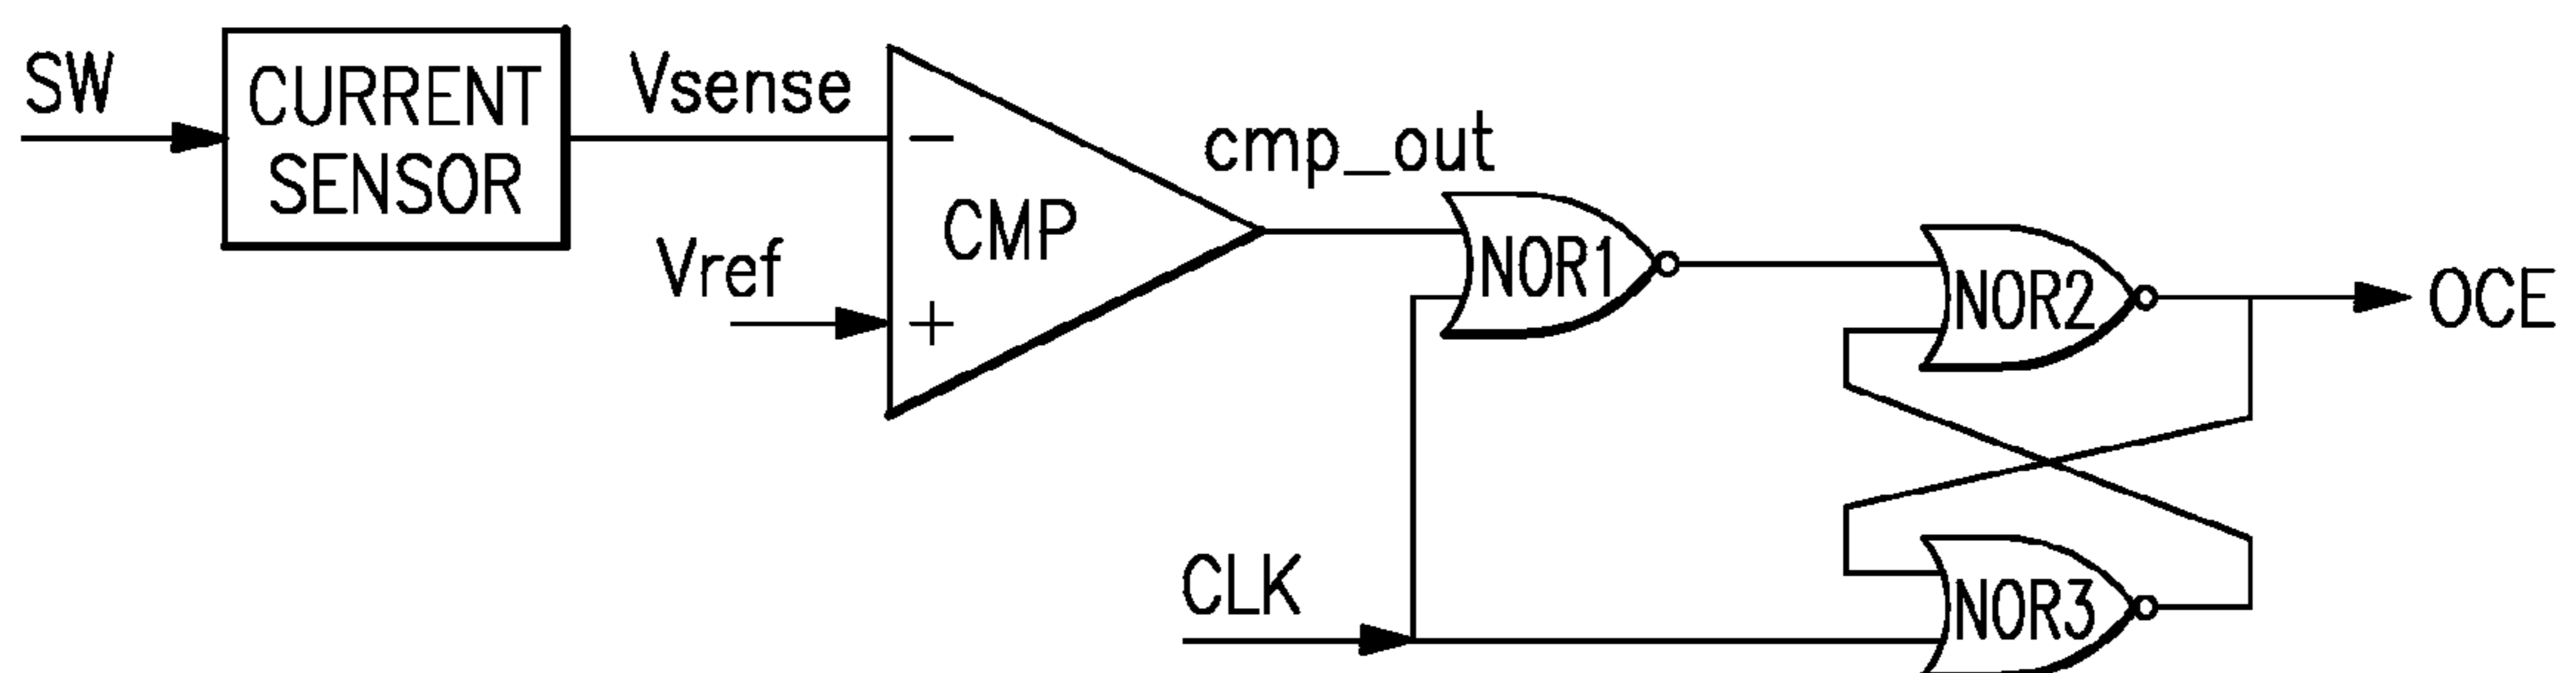 SW
CURRENT
SENSOR
Vsense
−
CMP
Vref
+
cmp_out
NOR1
NOR2
OCE
CLK
NOR3